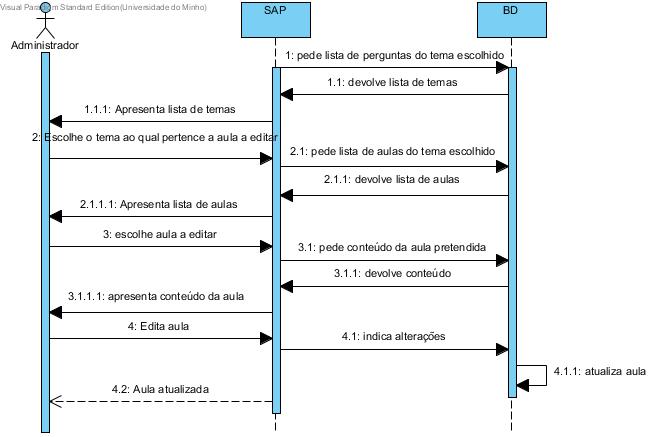 Visual Paradigm Standard Edition(Universidade do Minho)
SAP
BD
Administrador
1: pede lista de perguntas do tema escolhido
1.1: devolve lista de temas
1.1.1: Apresenta lista de temas
2: Escolhe o tema ao qual pertence a aula a editar
2.1: pede lista de aulas do tema escolhido
2.1.1: devolve lista de aulas
2.1.1.1: Apresenta lista de aulas
3: escolhe aula a editar
3.1: pede conteúdo da aula pretendida
3.1.1: devolve conteúdo
3.1.1.1: apresenta conteúdo da aula
4: Edita aula
4.1: indica alterações
4.1.1: atualiza aula
4.2: Aula atualizada